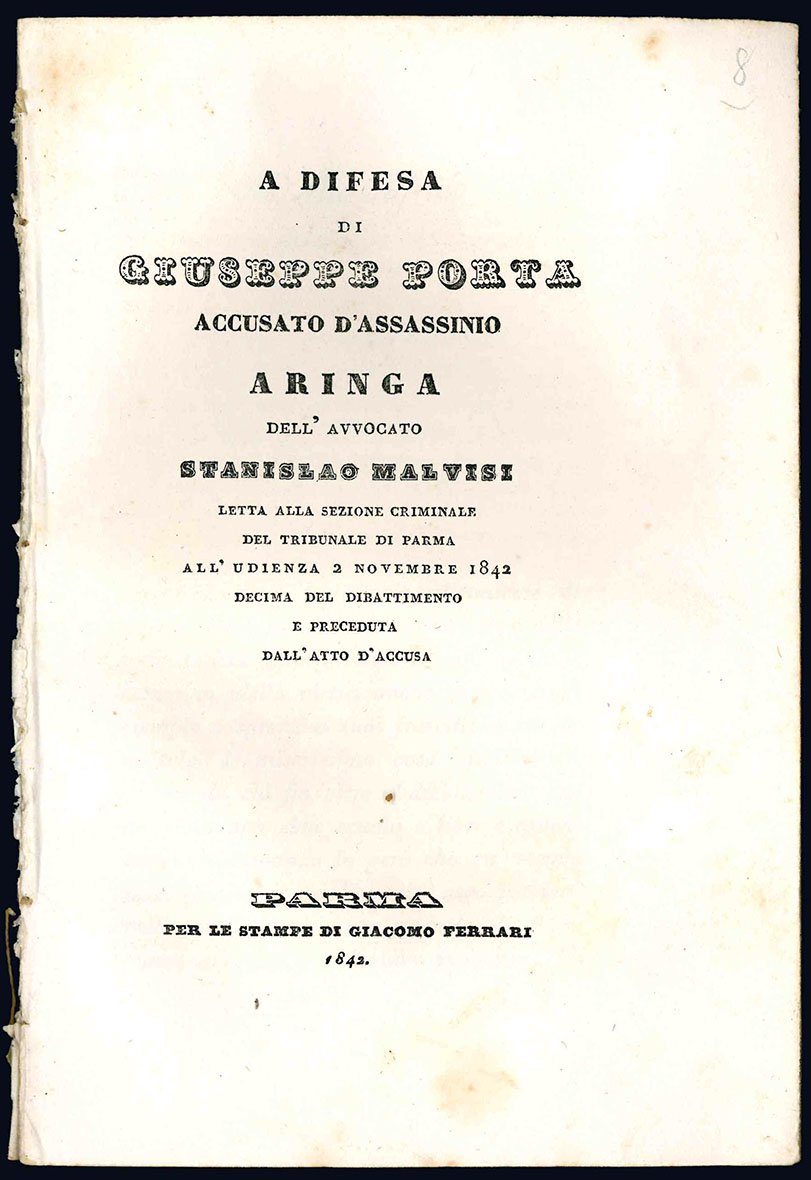 8
A DIFESA
DI
GIUSEPPE PORTA
ACCUSATO D'ASSASSINIO
ARINGA
DELL' AVVOCATO
STANISLAO MALVISI
LETTA ALLA SEZIONE CRIMINALE
DEL TRIBUNALE DI PARMA
ALL' UDIENZA 2 NOVEMBRE 1842
DECIMA DEL DIBATTIMENTO
E PRECEDUTA
DALL' ATTO D'ACCUSA
PARMA
PER LE STAMPE DI GIACOMO FERRARI
1842.